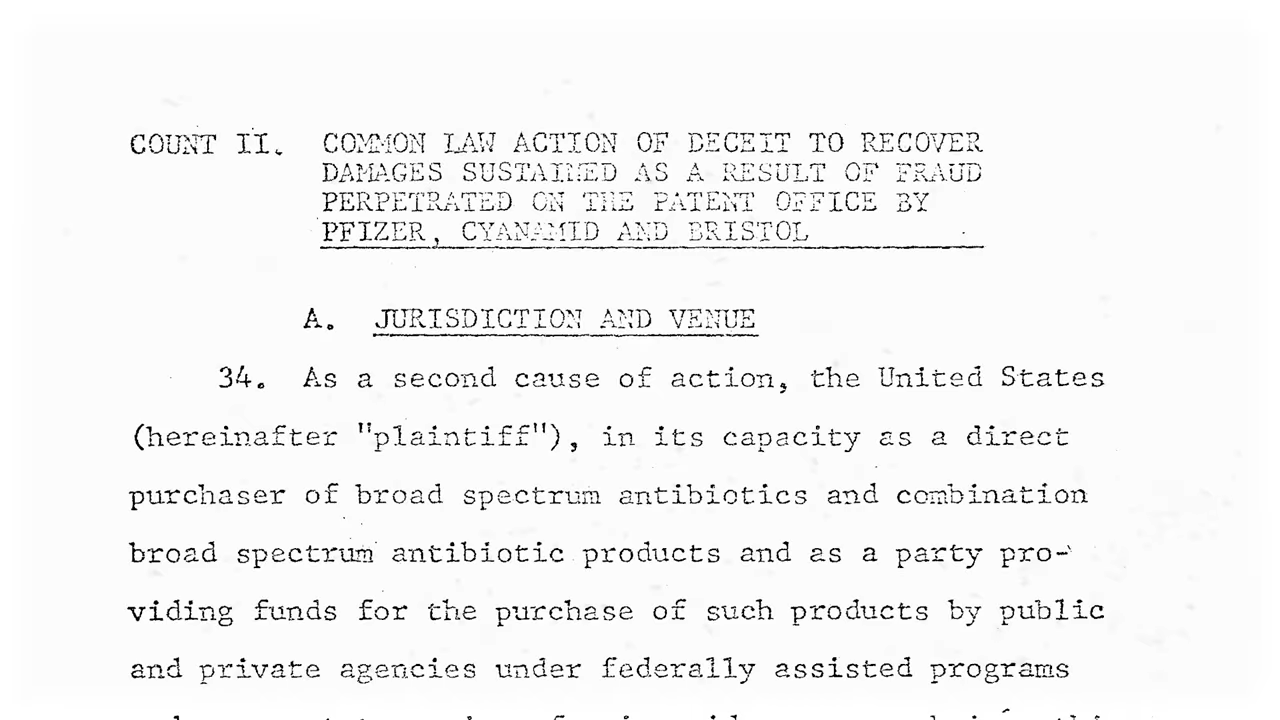 COUNT II. COMMON LAW ACTION OF DECEIT TO RECOVER
DAMAGES SUSTAINED AS A RESULT OF FRAUD
PERPETRATED ON THE PATENT OFFICE BY
PFIZER, CYANAMID AND BRISTOL
A. JURISDICTION AND VENUE
34. As a second cause of action, the United States
(hereinafter "plaintiff"), in its capacity as a direct
purchaser of broad spectrum antibiotics and combination
broad spectrum antibiotic products and as a party pro-
viding funds for the purchase of such products by public
and private agencies under federally assisted programs